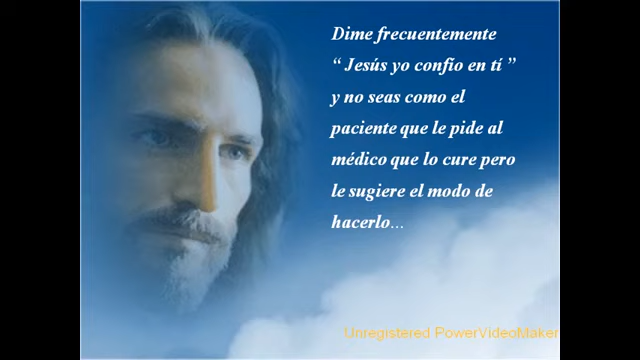 Dime frecuentemente
“ Jesús yo confío en tí ”
y no seas como el
paciente que le pide al
médico que lo cure pero
le sugiere el modo de
hacerlo...
Unregistered PowerVideoMaker